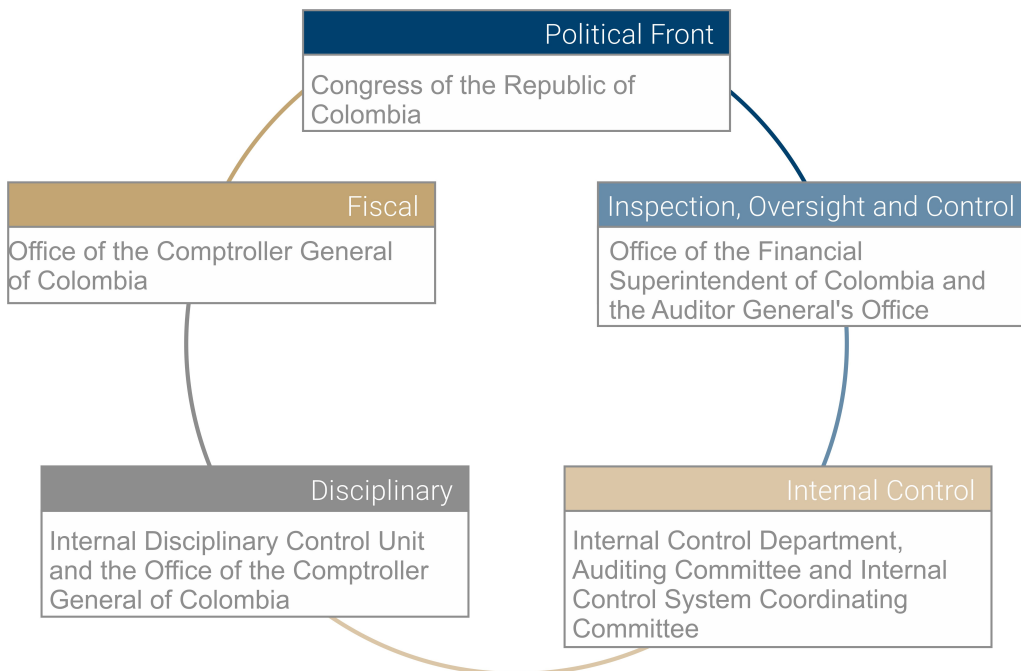 Political Front
Congress of the Republic of
Colombia
Fiscal
Office of the Comptroller General
of Colombia
Inspection, Oversight and Control
Office of the Financial
Superintendent of Colombia and
the Auditor General's Office
Disciplinary
Internal Disciplinary Control Unit
and the Office of the Comptroller
General of Colombia
Internal Control
Internal Control Department,
Auditing Committee and Internal
Control System Coordinating
Committee